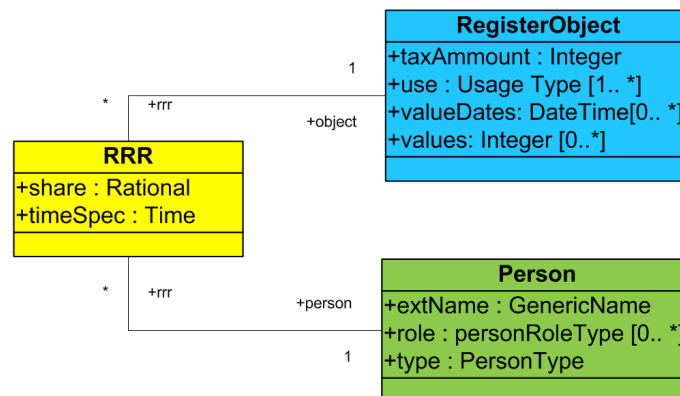 RegisterObject
+taxAmmount : Integer
+use : Usage Type [1.. *]
+valueDates: DateTime[0.. *]
+values: Integer [0..*]
1
*
+rrr
+object
RRR
+share : Rational
+timeSpec : Time
*
+rrr
+person
1
Person
+extName : GenericName
+role : personRoleType [0.. *]
+type : PersonType